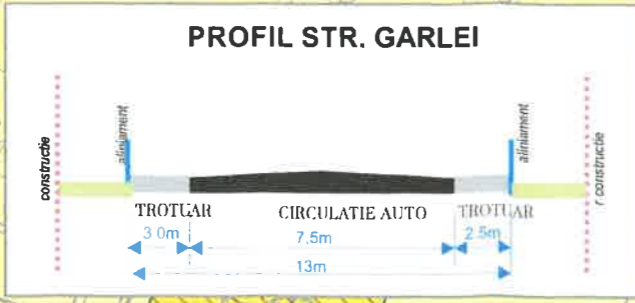 PROFIL STR. GARLEI
constructie
aliniament
aliniament
r constructie
TROTUAR CIRCULATIE AUTO TROTUAR
3.0m 7.5m 2.5m
13m